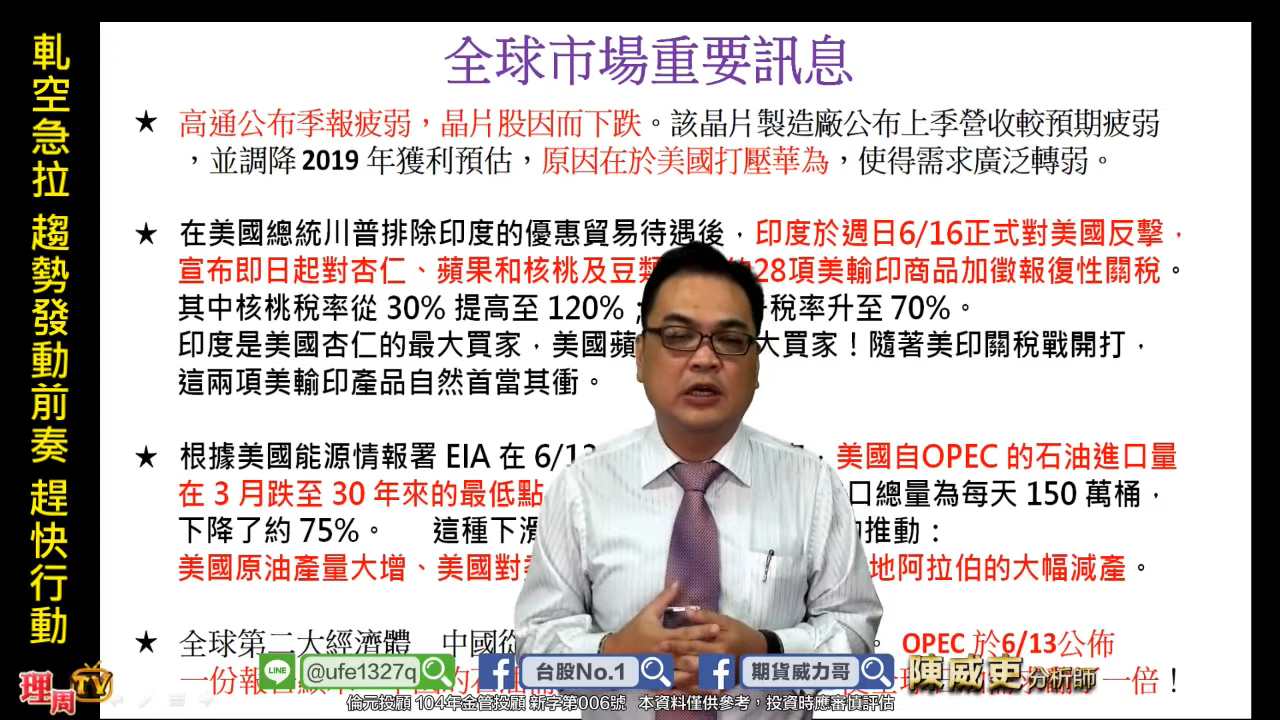 軋空急拉 趨勢發動前奏 趕快行動
全球市場重要訊息
★ 高通公布季報疲弱，晶片股因而下跌。該晶片製造廠公布上季營收較預期疲弱
，並調降 2019 年獲利預估，原因在於美國打壓華為，使得需求廣泛轉弱。
★ 在美國總統川普排除印度的優惠貿易待遇後，印度於週日6/16正式對美國反擊，
宣布即日起對杏仁、蘋果和核桃及豆類 28項美輸印商品加徵報復性關稅。
其中核桃稅率從 30% 提高至 120%； 稅率升至 70%。
印度是美國杏仁的最大買家，美國蘋 大買家！隨著美印關稅戰開打，
這兩項美輸印產品自然首當其衝。
★ 根據美國能源情報署 EIA 在 6/1 ，美國自OPEC 的石油進口量
在 3 月跌至 30 年來的最低點 口總量為每天 150 萬桶，
下降了約 75%。 這種下滑 推動：
美國原油產量大增、美國對 地阿拉伯的大幅減產。
★ 全球第二大經濟體 中國從 。 OPEC 於6/13公佈
一份報告 一倍！
@ufe1327q
台股No.1
期貨威力哥
陳威吏分析師
理周TV
倫元投顧 104年金管投顧 新字第006號 本資料僅供參考，投資時應審慎評估